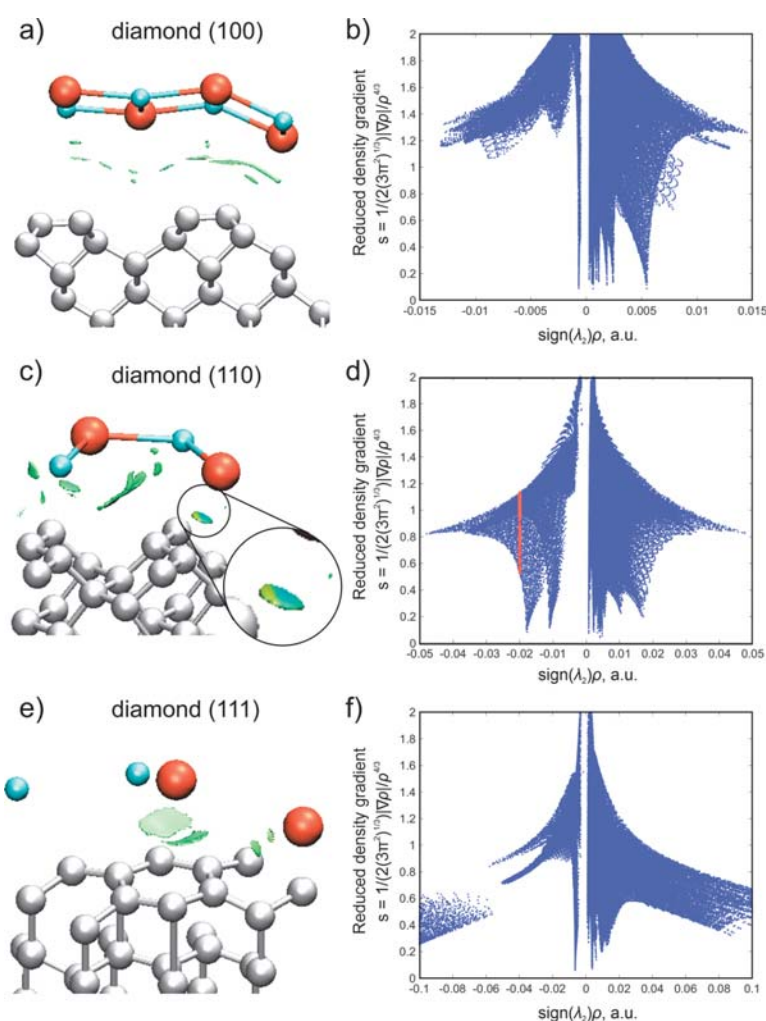 a) diamond (100)
b)
Reduced density gradient
s = 1/(2(3π²)^1/3)|∇ρ|/ρ^4/3
2
1.8
1.6
1.4
1.2
1
0.8
0.6
0.4
0.2
0
-0.015 -0.01 -0.005 0 0.005 0.01 0.015
sign(λ₂)ρ, a.u.
c) diamond (110)
d)
Reduced density gradient
s = 1/(2(3π²)^1/3)|∇ρ|/ρ^4/3
2
1.8
1.6
1.4
1.2
1
0.8
0.6
0.4
0.2
0
-0.05 -0.04 -0.03 -0.02 -0.01 0 0.01 0.02 0.03 0.04 0.05
sign(λ₂)ρ, a.u.
e) diamond (111)
f)
Reduced density gradient
s = 1/(2(3π²)^1/3)|∇ρ|/ρ^4/3
2
1.8
1.6
1.4
1.2
1
0.8
0.6
0.4
0.2
0
-0.1 -0.08 -0.06 -0.04 -0.02 0 0.02 0.04 0.06 0.08 0.1
sign(λ₂)ρ, a.u.